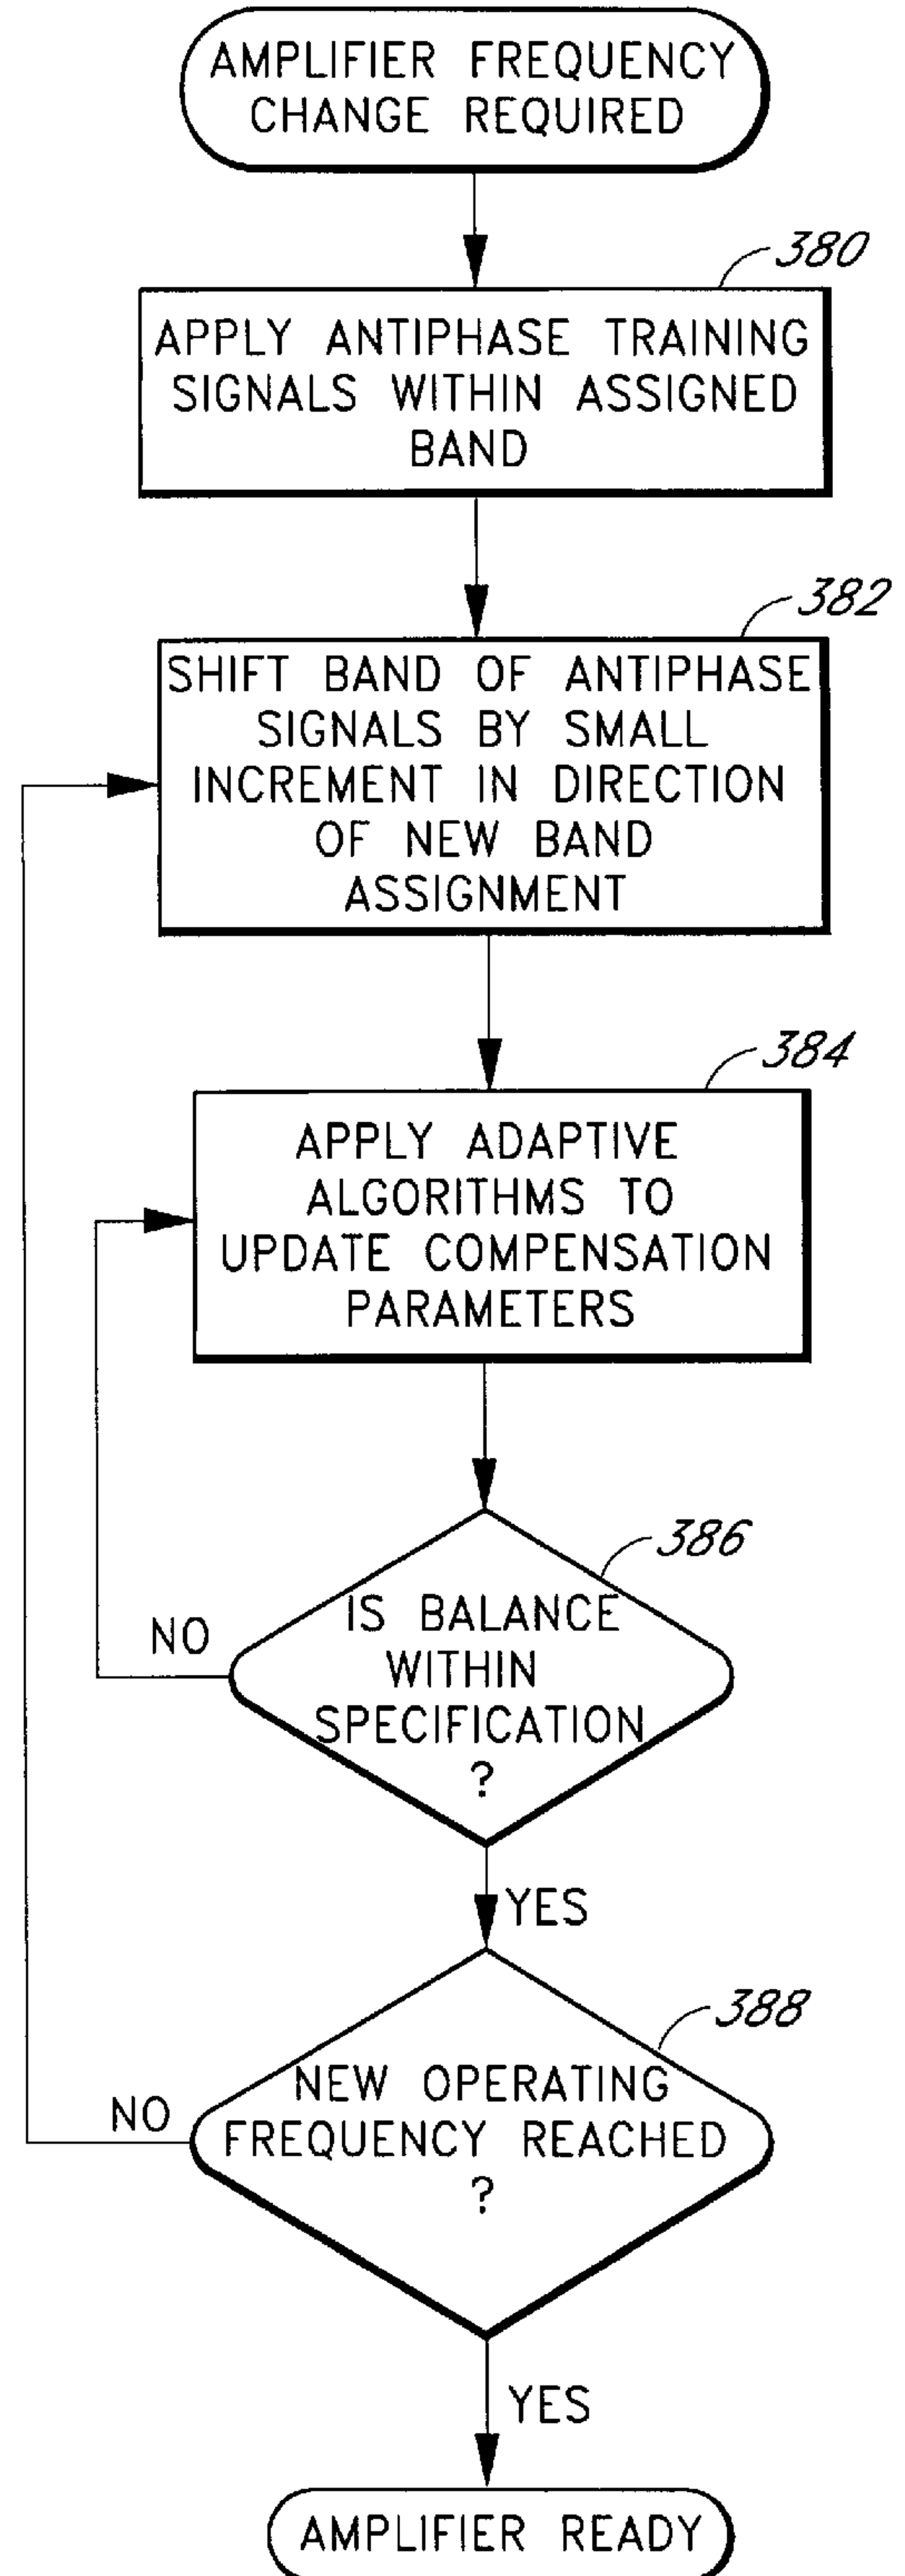 AMPLIFIER FREQUENCY
CHANGE REQUIRED
380
APPLY ANTIPHASE TRAINING
SIGNALS WITHIN ASSIGNED
BAND
382
SHIFT BAND OF ANTIPHASE
SIGNALS BY SMALL
INCREMENT IN DIRECTION
OF NEW BAND
ASSIGNMENT
384
APPLY ADAPTIVE
ALGORITHMS TO
UPDATE COMPENSATION
PARAMETERS
386
IS BALANCE
WITHIN
SPECIFICATION
?
NO
YES
388
NEW OPERATING
FREQUENCY REACHED
?
NO
YES
AMPLIFIER READY